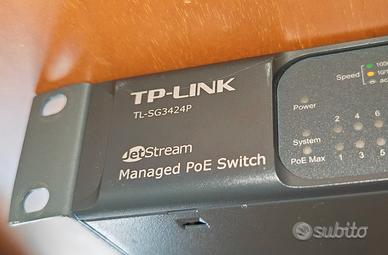 TP-LINK
TL-SG3424P
JetStream
Managed PoE Switch
Speed
Power
System
PoE Max
2 4 6
1 3 5
subito